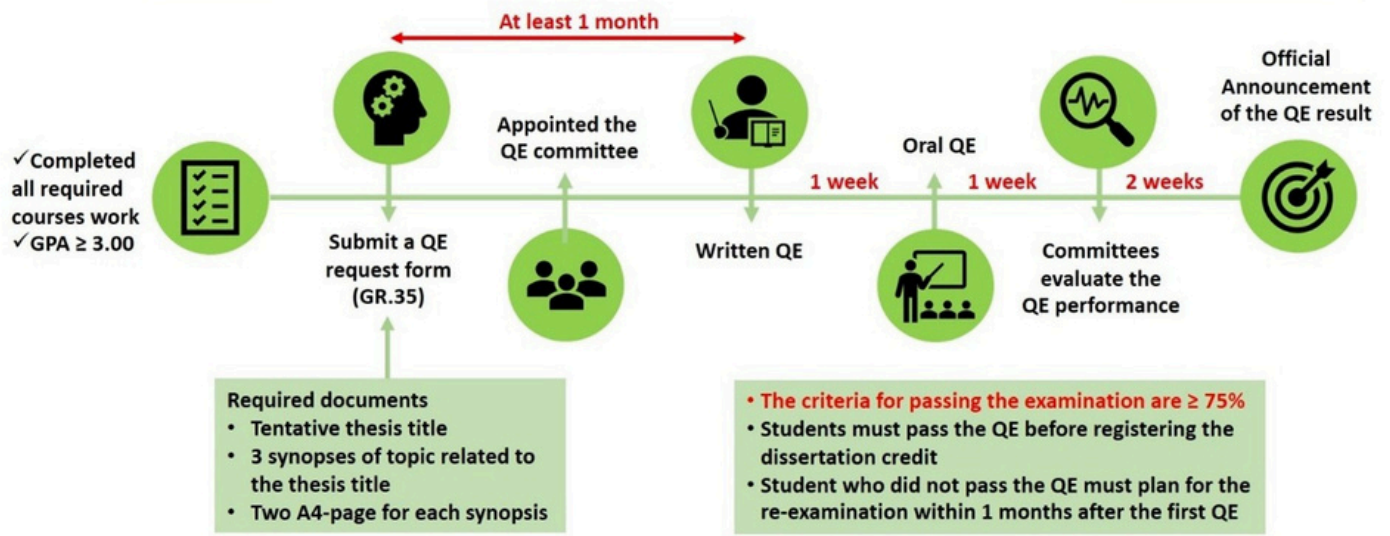 At least 1 month
✓Completed
all required
courses work
✓GPA ≥ 3.00
Submit a QE
request form
(GR.35)
Appointed the
QE committee
Written QE
1 week
Oral QE
1 week
Committees
evaluate the
QE performance
2 weeks
Official
Announcement
of the QE result
Required documents
• Tentative thesis title
• 3 synopses of topic related to
the thesis title
• Two A4-page for each synopsis
• The criteria for passing the examination are ≥ 75%
• Students must pass the QE before registering the
dissertation credit
• Student who did not pass the QE must plan for the
re-examination within 1 months after the first QE